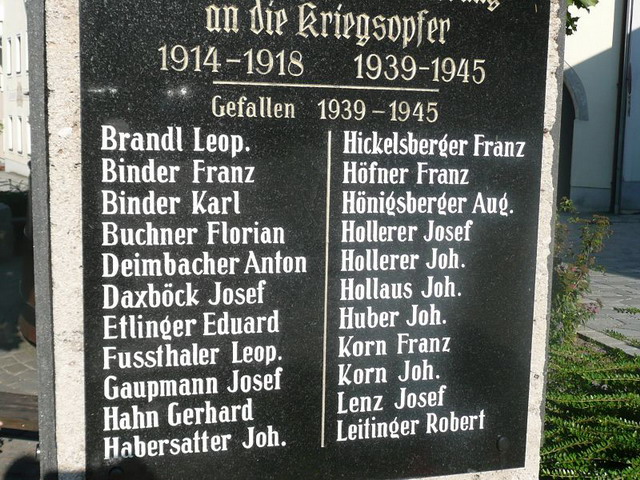 an die Kriegsopfer
1914-1918 1939-1945
Gefallen 1939-1945
Brandl Leop.
Binder Franz
Binder Karl
Buchner Florian
Deimbacher Anton
Daxböck Josef
Etlinger Eduard
Fussthaler Leop.
Gaupmann Josef
Hahn Gerhard
Habersatter Joh.
Hickelsberger Franz
Höfner Franz
Hönigsberger Aug.
Hollerer Josef
Hollerer Joh.
Hollaus Joh.
Huber Joh.
Korn Franz
Korn Joh.
Lenz Josef
Leitinger Robert